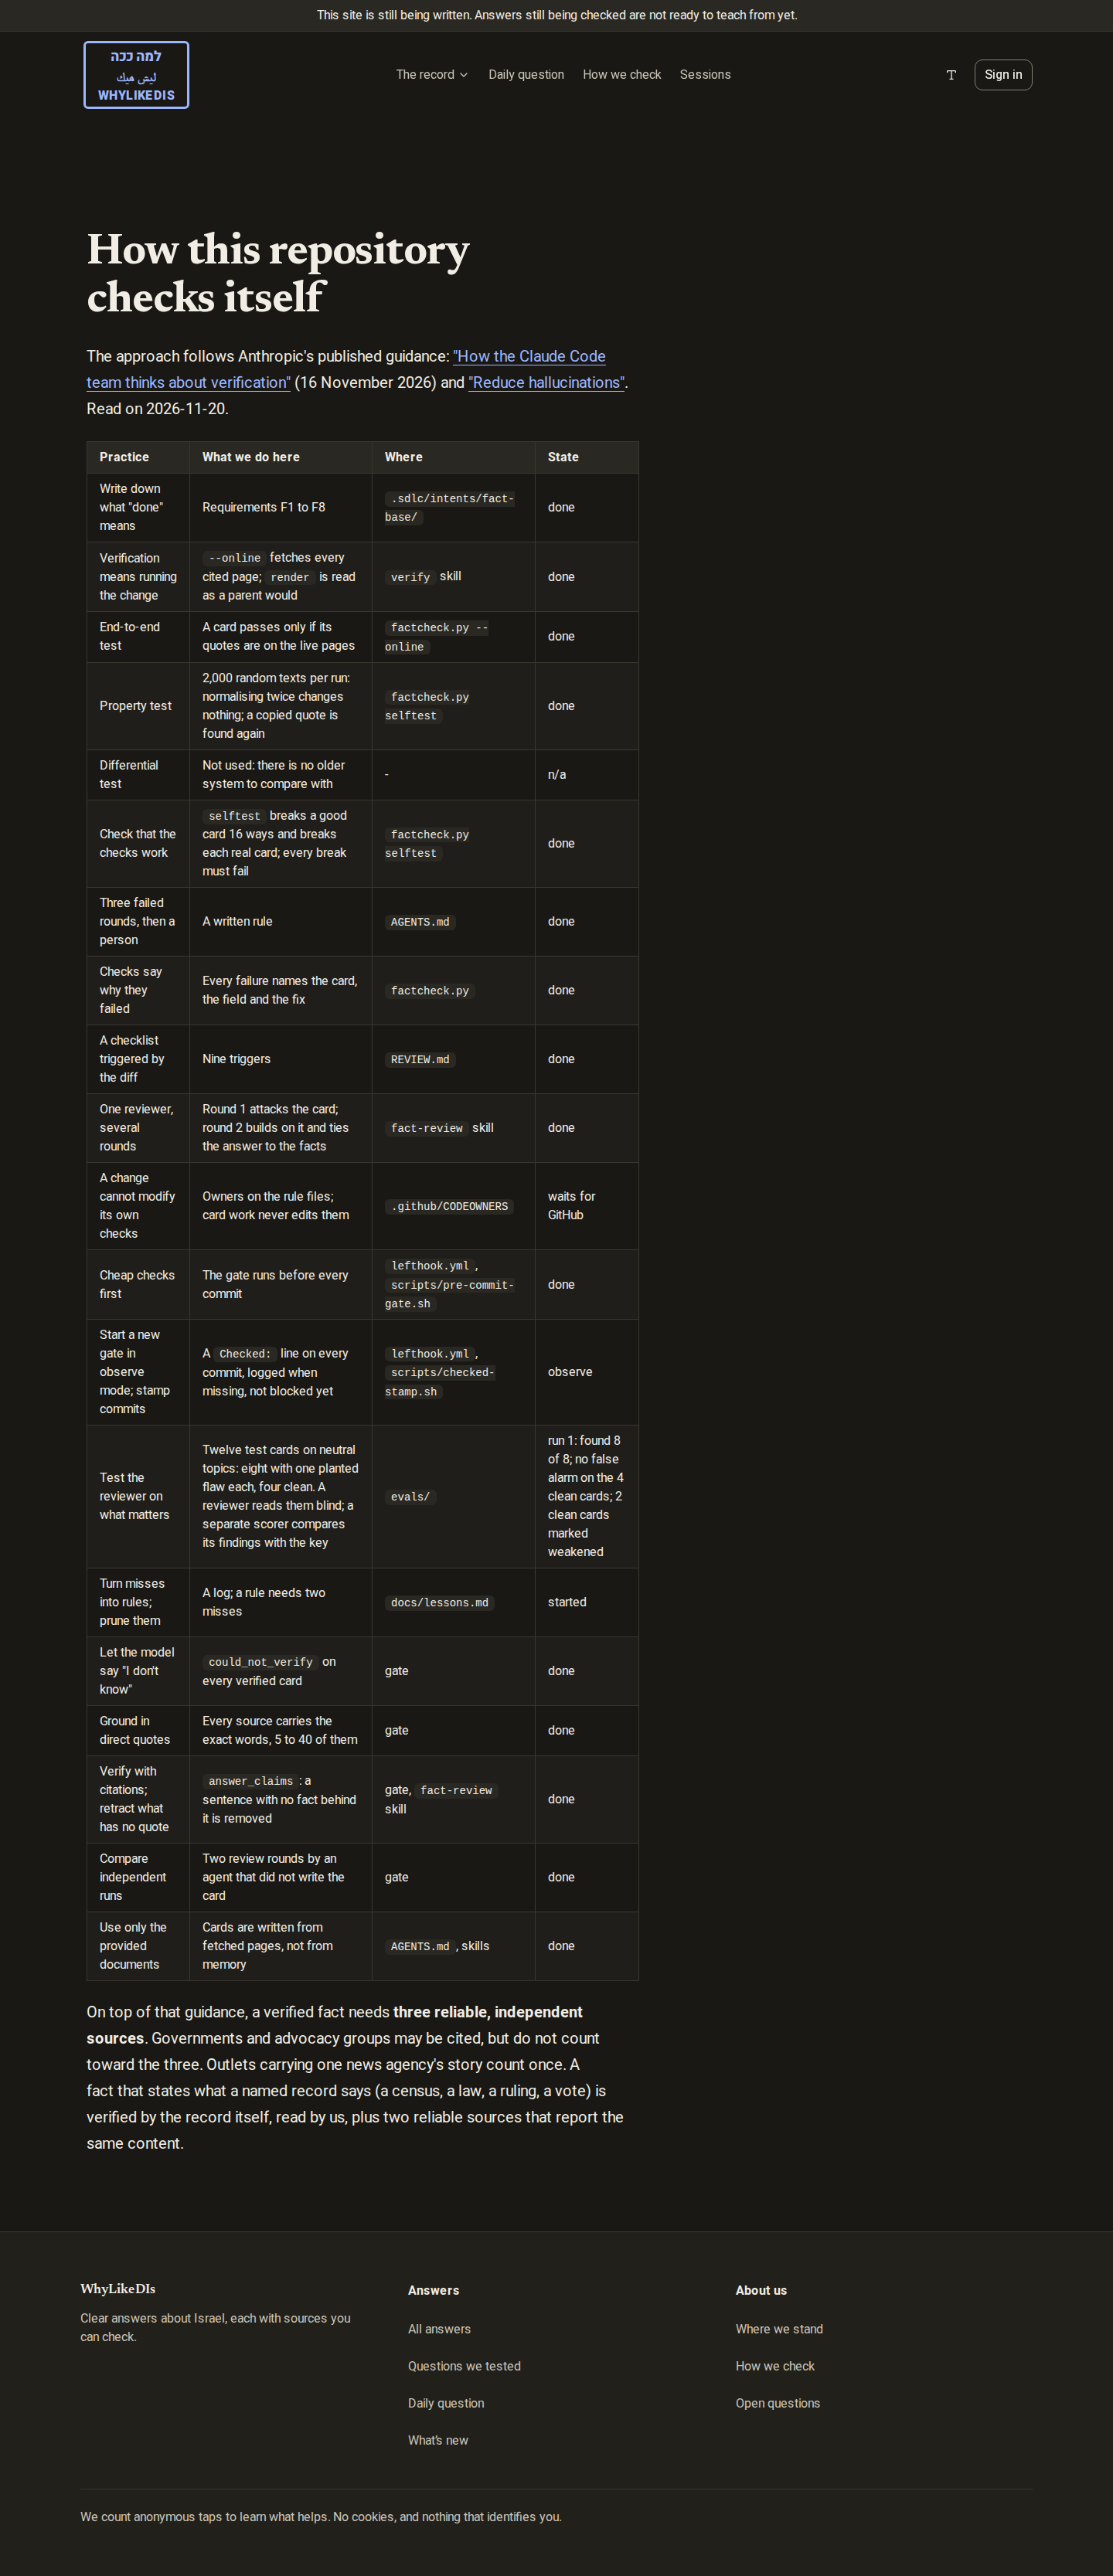 This site is still being written. Answers still being checked are not ready to teach from yet.
למה ככה
ليش هيك
WHYLIKEDIS
The record
Daily question
How we check
Sessions
T
Sign in
How this repository
checks itself
The approach follows Anthropic's published guidance: "How the Claude Code
team thinks about verification" (16 November 2026) and "Reduce hallucinations".
Read on 2026-11-20.
Practice
What we do here
Where
State
Write down
what "done"
means
Requirements F1 to F8
.sdlc/intents/fact-
base/
done
Verification
means running
the change
--online fetches every
cited page; render is read
as a parent would
verify skill
done
End-to-end
test
A card passes only if its
quotes are on the live pages
factcheck.py --
online
done
Property test
2,000 random texts per run:
normalising twice changes
nothing; a copied quote is
found again
factcheck.py
selftest
done
Differential
test
Not used: there is no older
system to compare with
-
n/a
Check that the
checks work
selftest breaks a good
card 16 ways and breaks
each real card; every break
must fail
factcheck.py
selftest
done
Three failed
rounds, then a
person
A written rule
AGENTS.md
done
Checks say
why they
failed
Every failure names the card,
the field and the fix
factcheck.py
done
A checklist
triggered by
the diff
Nine triggers
REVIEW.md
done
One reviewer,
several
rounds
Round 1 attacks the card;
round 2 builds on it and ties
the answer to the facts
fact-review skill
done
A change
cannot modify
its own
checks
Owners on the rule files;
card work never edits them
.github/CODEOWNERS
waits for
GitHub
Cheap checks
first
The gate runs before every
commit
lefthook.yml,
scripts/pre-commit-
gate.sh
done
Start a new
gate in
observe
mode; stamp
commits
A Checked: line on every
commit, logged when
missing, not blocked yet
lefthook.yml,
scripts/checked-
stamp.sh
observe
Test the
reviewer on
what matters
Twelve test cards on neutral
topics: eight with one planted
flaw each, four clean. A
reviewer reads them blind; a
separate scorer compares
its findings with the key
evals/
run 1: found 8
of 8; no false
alarm on the 4
clean cards; 2
clean cards
marked
weakened
Turn misses
into rules;
prune them
A log; a rule needs two
misses
docs/lessons.md
started
Let the model
say "I don't
know"
could_not_verify on
every verified card
gate
done
Ground in
direct quotes
Every source carries the
exact words, 5 to 40 of them
gate
done
Verify with
citations;
retract what
has no quote
answer_claims: a
sentence with no fact behind
it is removed
gate, fact-review
skill
done
Compare
independent
runs
Two review rounds by an
agent that did not write the
card
gate
done
Use only the
provided
documents
Cards are written from
fetched pages, not from
memory
AGENTS.md, skills
done
On top of that guidance, a verified fact needs three reliable, independent
sources. Governments and advocacy groups may be cited, but do not count
toward the three. Outlets carrying one news agency's story count once. A
fact that states what a named record says (a census, a law, a ruling, a vote) is
verified by the record itself, read by us, plus two reliable sources that report the
same content.
WhyLikeDIs
Clear answers about Israel, each with sources you
can check.
Answers
All answers
Questions we tested
Daily question
What's new
About us
Where we stand
How we check
Open questions
We count anonymous taps to learn what helps. No cookies, and nothing that identifies you.